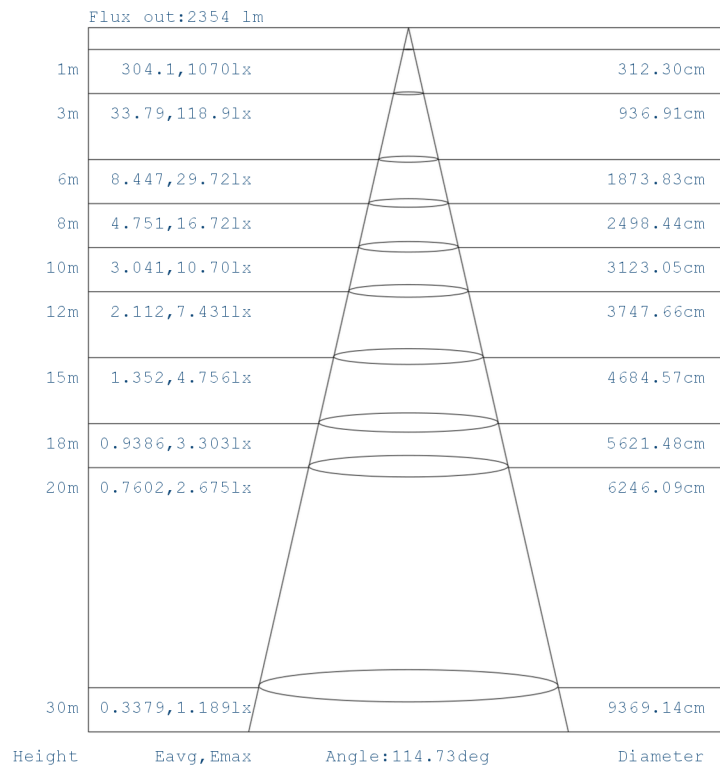 Flux out:2354 lm
1m 304.1,1070lx 312.30cm
3m 33.79,118.9lx 936.91cm
6m 8.447,29.72lx 1873.83cm
8m 4.751,16.72lx 2498.44cm
10m 3.041,10.70lx 3123.05cm
12m 2.112,7.431lx 3747.66cm
15m 1.352,4.756lx 4684.57cm
18m 0.9386,3.303lx 5621.48cm
20m 0.7602,2.675lx 6246.09cm
30m 0.3379,1.189lx 9369.14cm
Height Eavg,Emax Angle:114.73deg Diameter